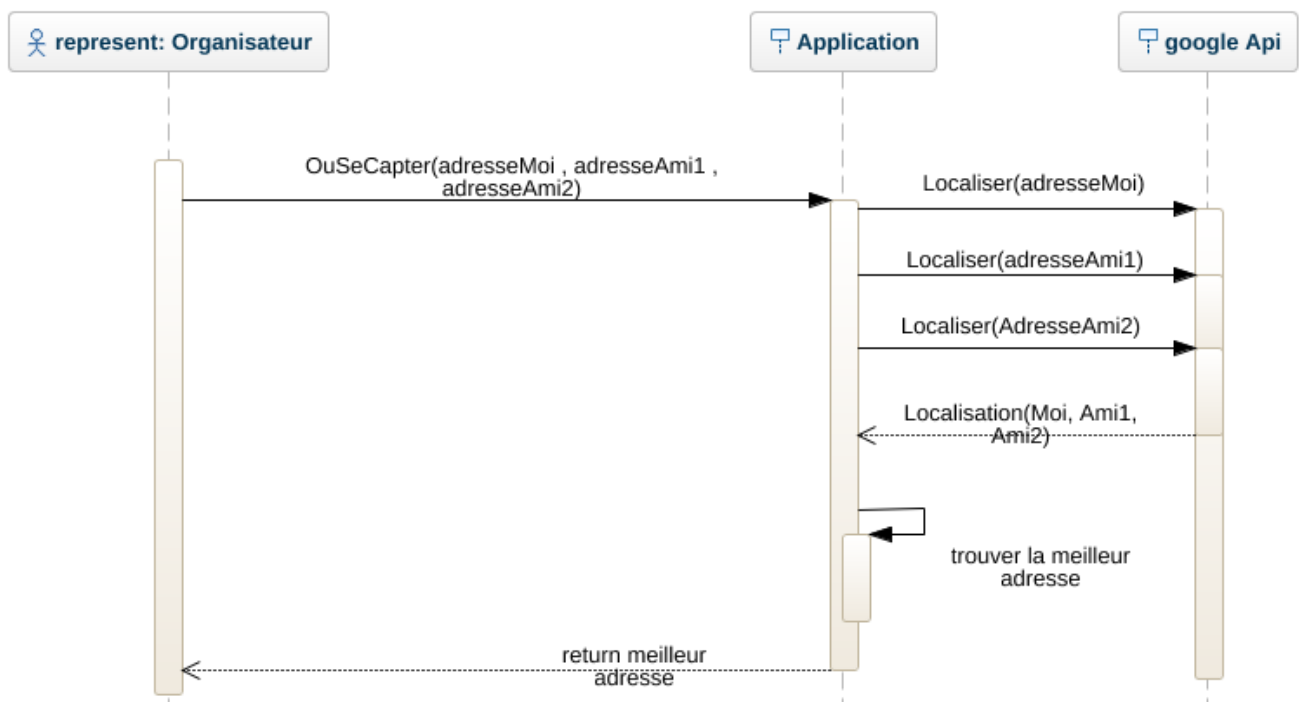 represent: Organisateur
Application
google Api
OuSeCapter(adresseMoi , adresseAmi1 ,
adresseAmi2)
Localiser(adresseMoi)
Localiser(adresseAmi1)
Localiser(AdresseAmi2)
Localisation(Moi, Ami1,
Ami2)
trouver la meilleur
adresse
return meilleur
adresse